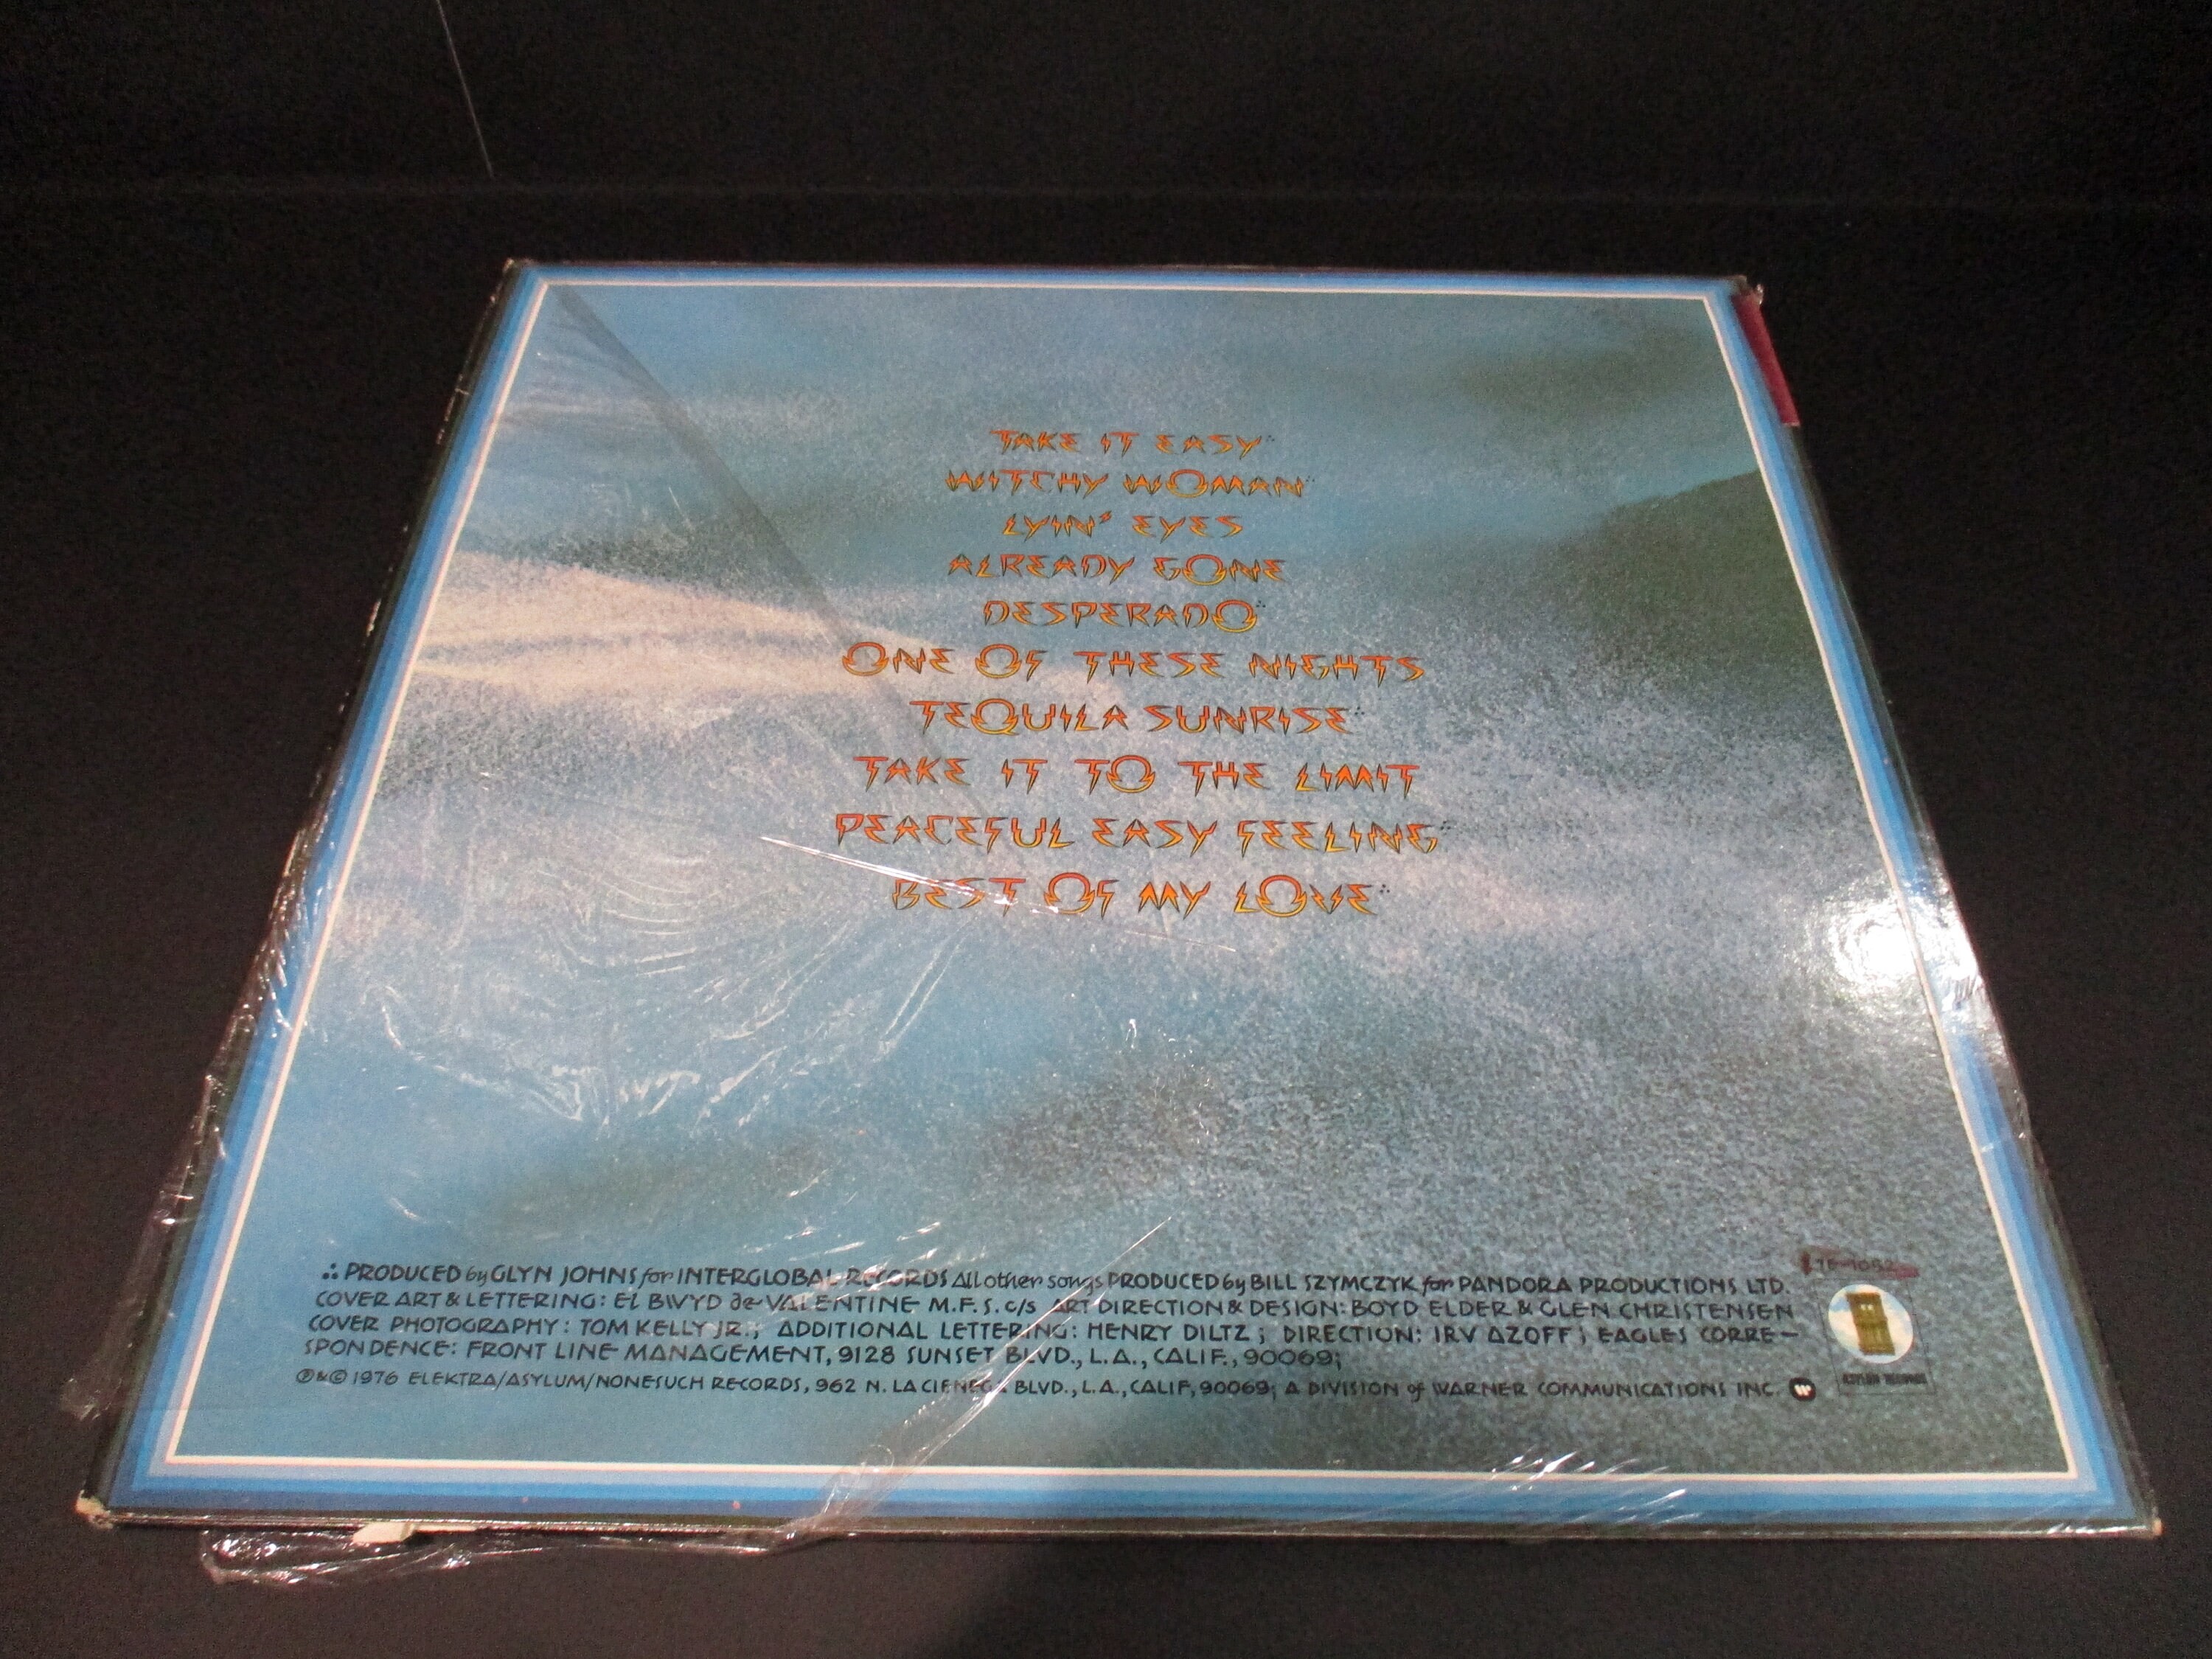 TAKE IT EASY∴
WITCHY WOMAN∴
LYIN' EYES
ALREADY GONE
DESPERADO∴
ONE OF THESE NIGHTS
TEQUILA SUNRISE∴
TAKE IT TO THE LIMIT
PEACEFUL EASY FEELING∴
BEST OF MY LOVE∴
∴ PRODUCED by GLYN JOHNS for INTERGLOBAL RECORDS All other songs PRODUCED by BILL SZYMCZYK for PANDORA PRODUCTIONS LTD.
COVER ART & LETTERING: El BWYD de VALENTINE M.F.S. c/s ART DIRECTION & DESIGN: BOYD ELDER & GLEN CHRISTENSEN
COVER PHOTOGRAPHY: TOM KELLY JR.; ADDITIONAL LETTERING: HENRY DILTZ; DIRECTION: IRV AZOFF; EAGLES CORRE-
SPONDENCE: FRONT LINE MANAGEMENT, 9128 SUNSET BLVD., L.A., CALIF., 90069;
℗&© 1976 ELEKTRA/ASYLUM/NONESUCH RECORDS, 962 N. LA CIENEGA BLVD., L.A., CALIF, 90069; A DIVISION of WARNER COMMUNICATIONS INC.
ASYLUM RECORDS